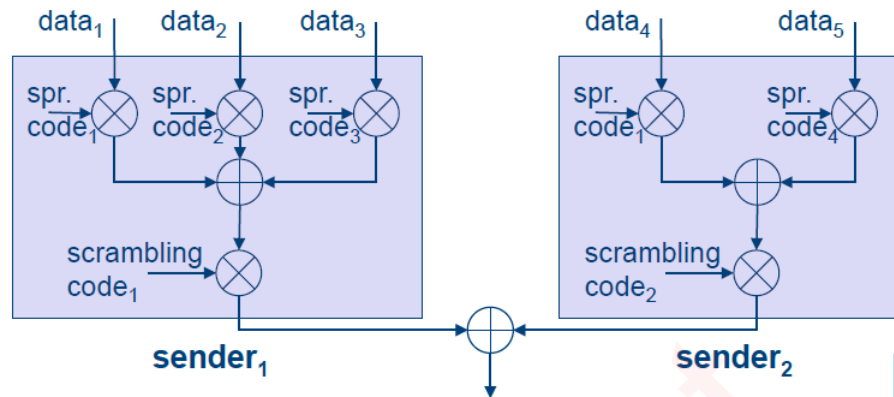 data₁ data₂ data₃ data₄ data₅
spr. spr. spr. spr. spr.
code₁ code₂ code₃ code₁ code₄
scrambling scrambling
code₁ code₂
sender₁ sender₂